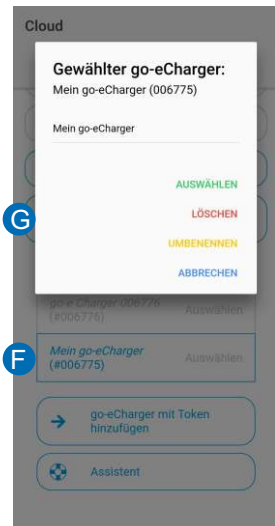 Cloud
Gewählter go-eCharger:
Mein go-eCharger (006775)
Mein go-eCharger
AUSWÄHLEN
G
LÖSCHEN
UMBENENNEN
ABBRECHEN
go-e Charger 006776
(#006776)
Auswählen
F
Mein go-eCharger
(#006775)
Auswählen
go-eCharger mit Token
hinzufügen
Assistent